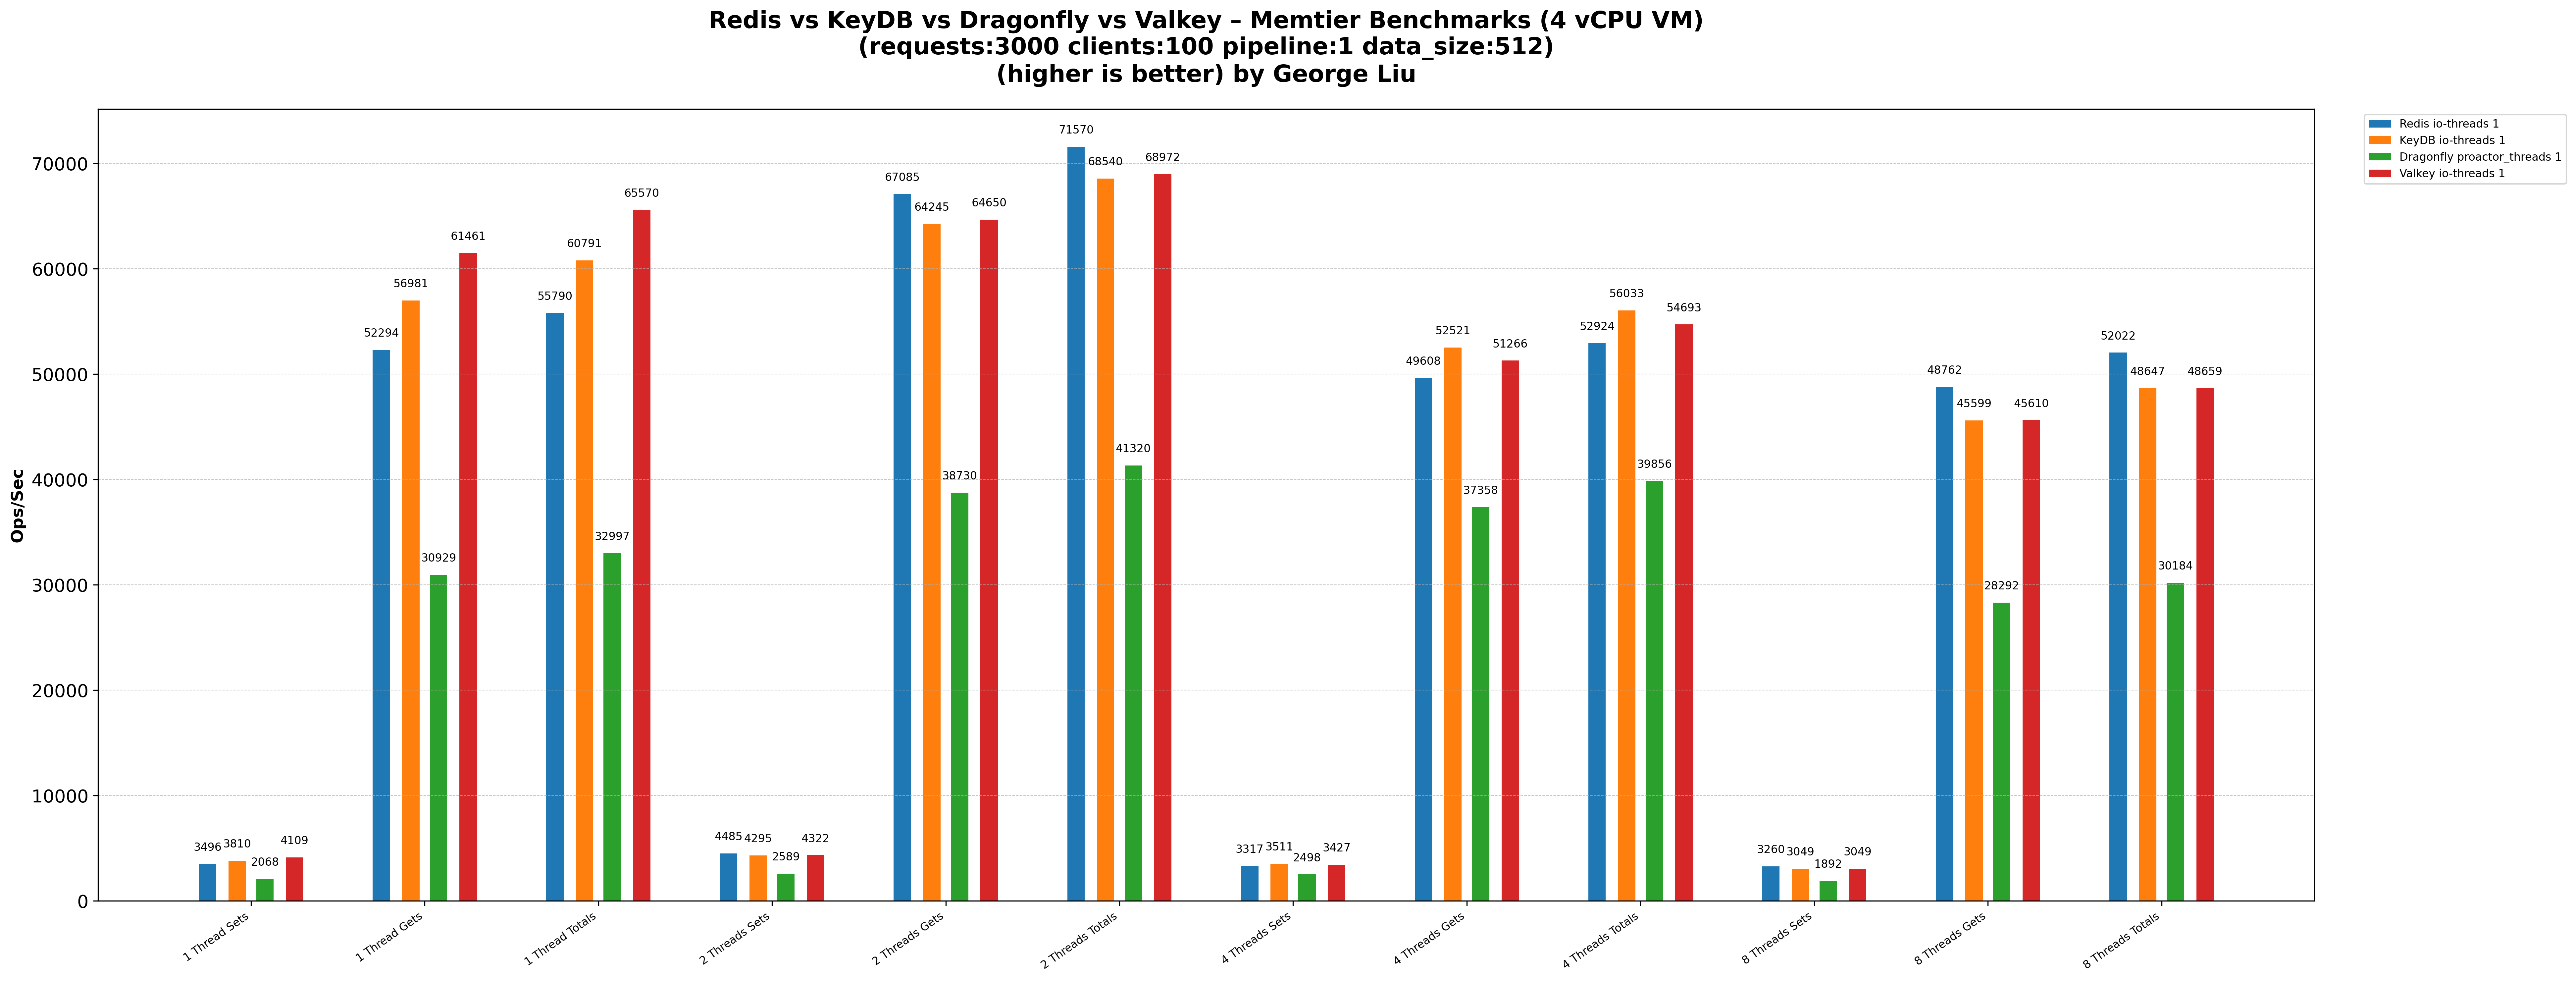 Redis vs KeyDB vs Dragonfly vs Valkey – Memtier Benchmarks (4 vCPU VM)
(requests:3000 clients:100 pipeline:1 data_size:512)
(higher is better) by George Liu
Redis io-threads 1
KeyDB io-threads 1
Dragonfly proactor_threads 1
Valkey io-threads 1
Ops/Sec
70000
60000
50000
40000
30000
20000
10000
0
3496 3810 2068 4109
52294 56981 30929 61461
55790 60791 32997 65570
4485 4295 2589 4322
67085 64245 38730 64650
71570 68540 41320 68972
3317 3511 2498 3427
49608 52521 37358 51266
52924 56033 39856 54693
3260 3049 1892 3049
48762 45599 28292 45610
52022 48647 30184 48659
1 Thread Sets
1 Thread Gets
1 Thread Totals
2 Threads Sets
2 Threads Gets
2 Threads Totals
4 Threads Sets
4 Threads Gets
4 Threads Totals
8 Threads Sets
8 Threads Gets
8 Threads Totals